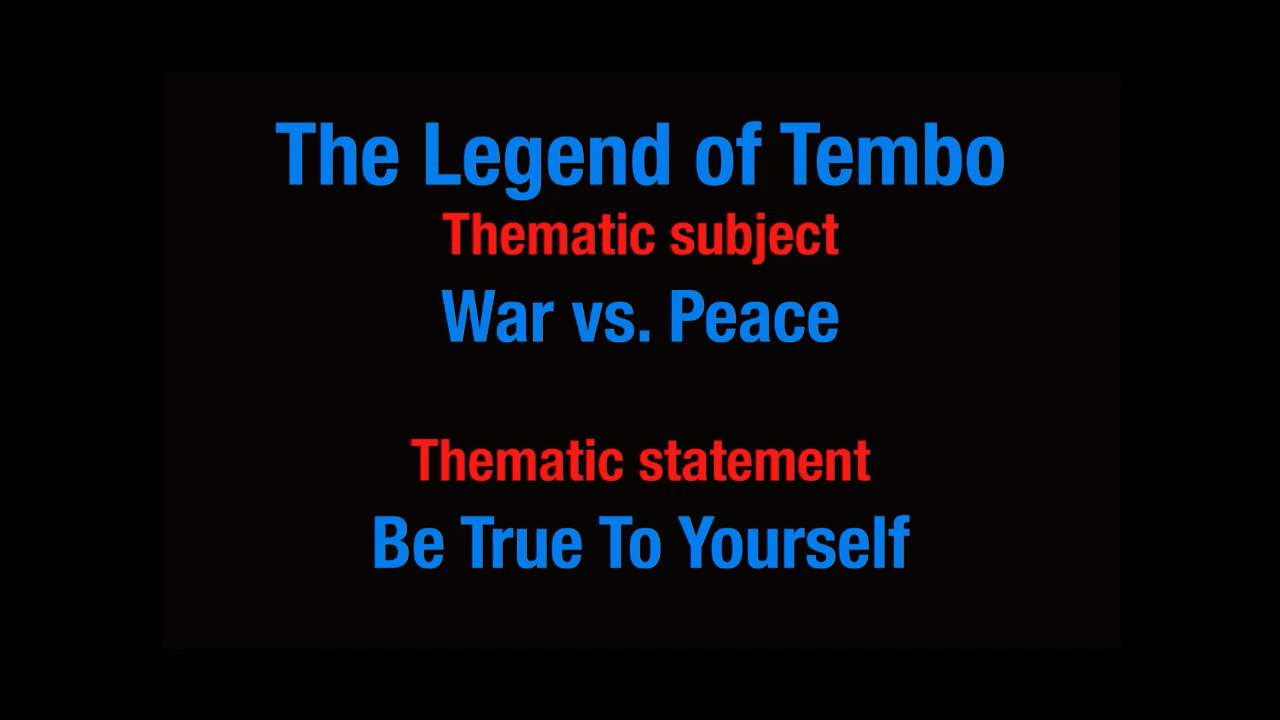 The Legend of Tembo
Thematic subject
War vs. Peace
Thematic statement
Be True To Yourself